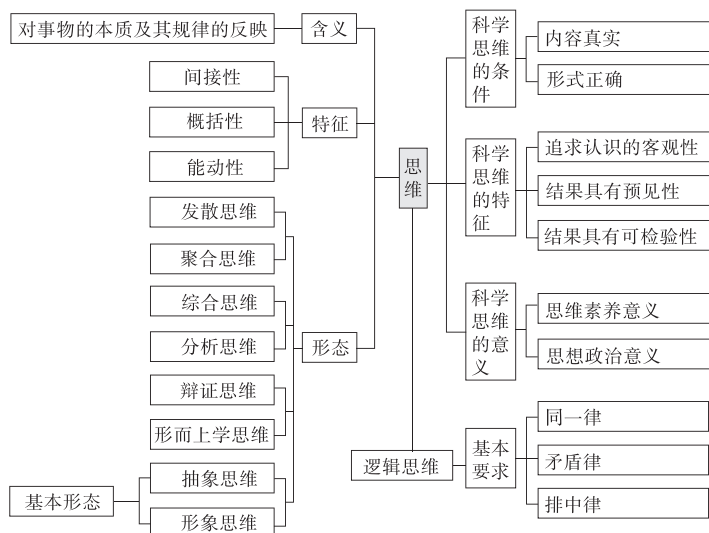 对事物的本质及其规律的反映
含义
间接性
概括性
能动性
特征
发散思维
聚合思维
综合思维
分析思维
辩证思维
形而上学思维
抽象思维
形象思维
形态
基本形态
思
维
科学
思维
的条
件
内容真实
形式正确
科学
思维
的特
征
追求认识的客观性
结果具有预见性
结果具有可检验性
科学
思维
的意
义
思维素养意义
思想政治意义
逻辑思维
基本
要求
同一律
矛盾律
排中律